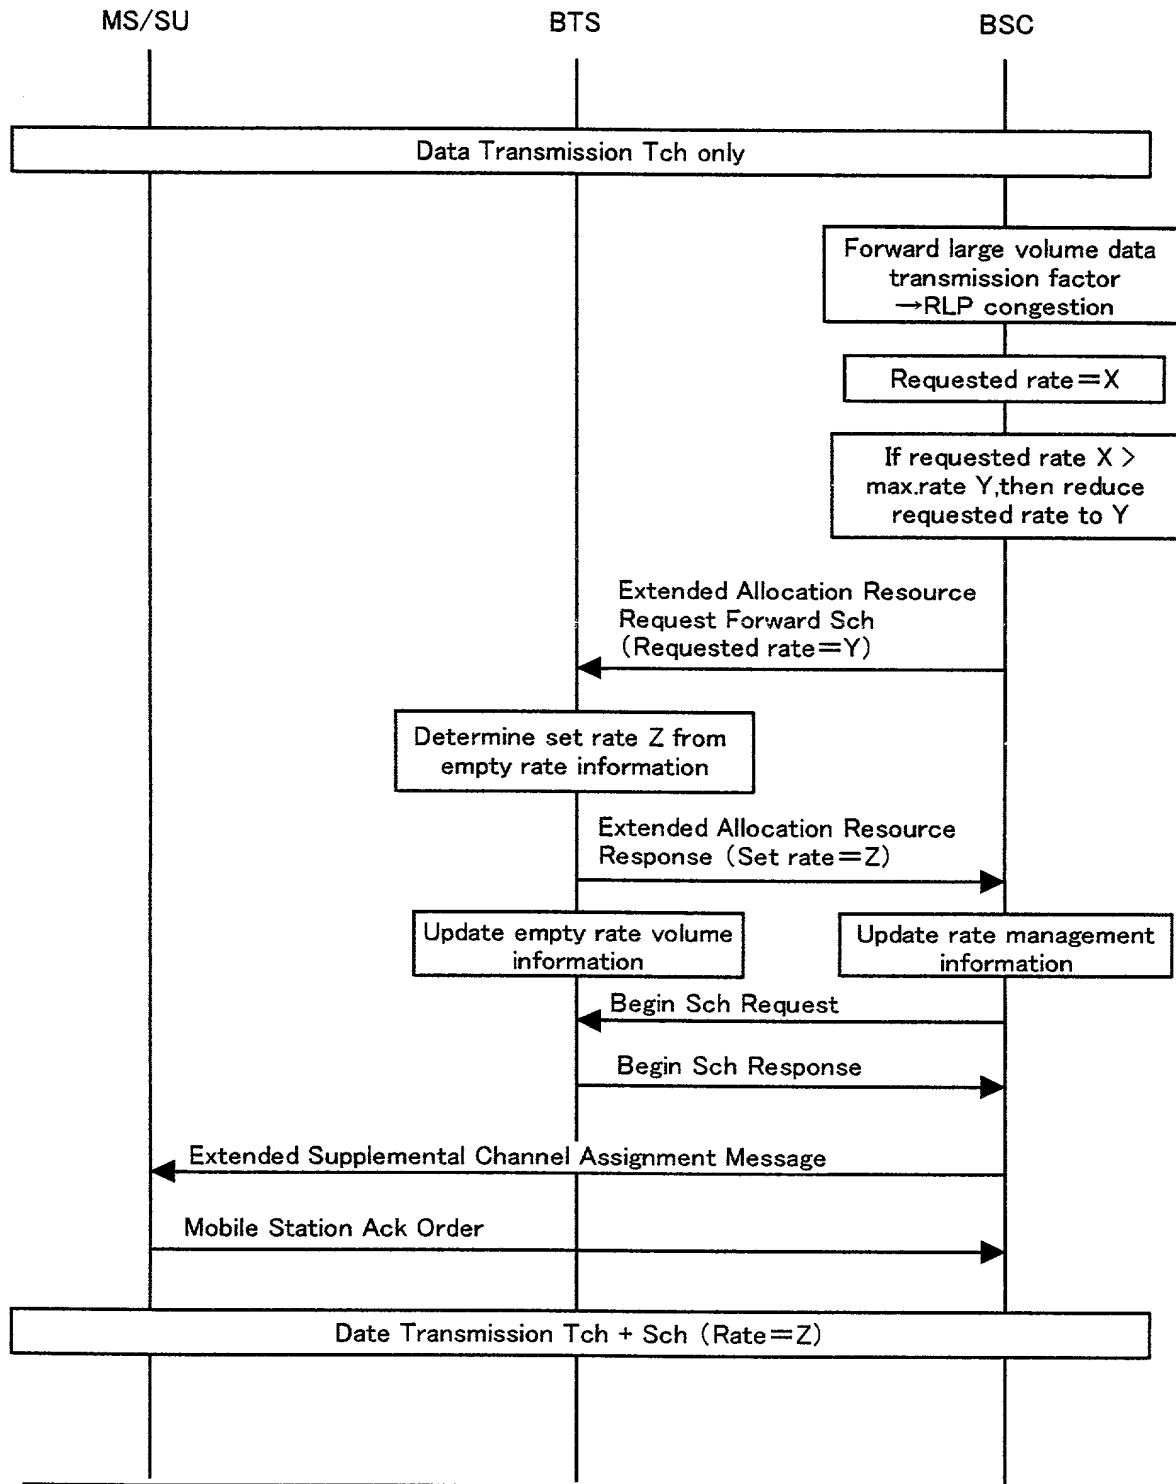 MS/SU BTS BSC
Data Transmission Tch only
Forward large volume data
transmission factor
→RLP congestion
Requested rate=X
If requested rate X >
max.rate Y,then reduce
requested rate to Y
Extended Allocation Resource
Request Forward Sch
(Requested rate=Y)
Determine set rate Z from
empty rate information
Extended Allocation Resource
Response (Set rate=Z)
Update empty rate volume
information
Update rate management
information
Begin Sch Request
Begin Sch Response
Extended Supplemental Channel Assignment Message
Mobile Station Ack Order
Date Transmission Tch + Sch (Rate=Z)